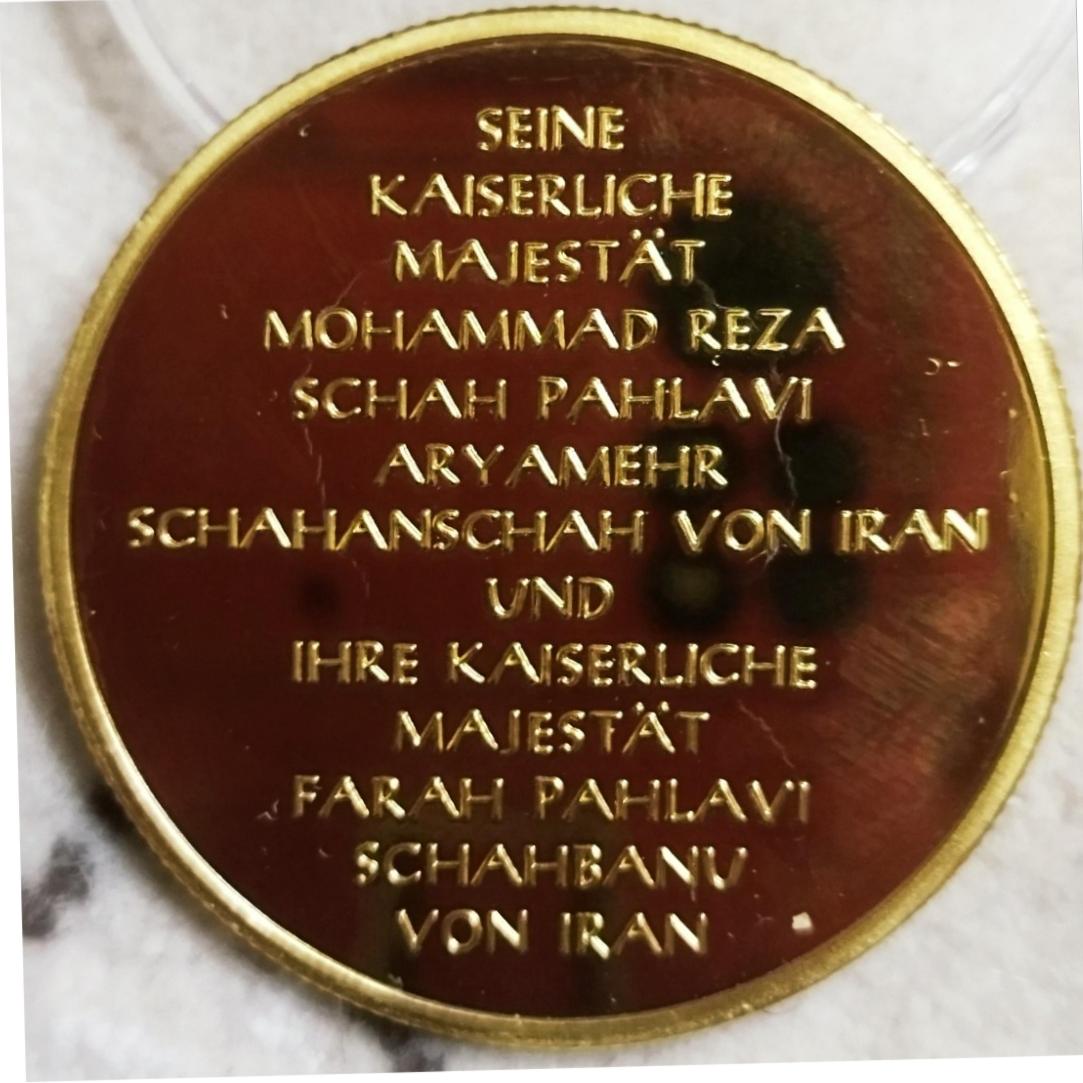 SEINE
KAISERLICHE
MAJESTÄT
MOHAMMAD REZA
SCHAH PAHLAVI
ARYAMEHR
SCHAHANSCHAH VON IRAN
UND
IHRE KAISERLICHE
MAJESTÄT
FARAH PAHLAVI
SCHAHBANU
VON IRAN